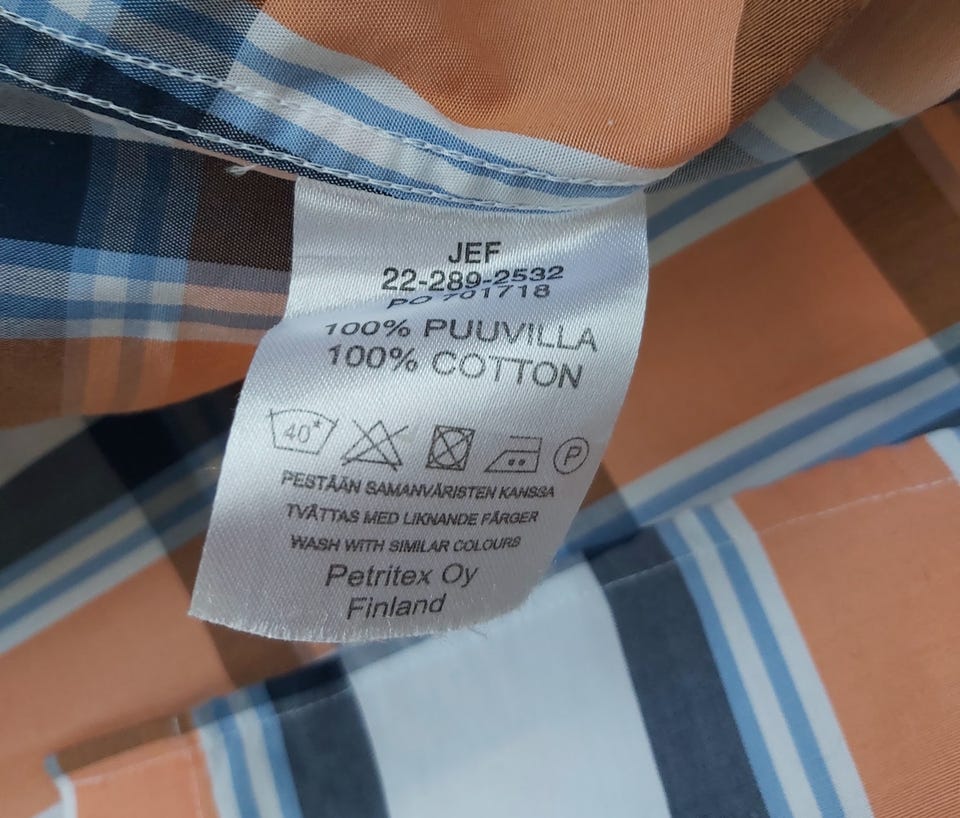 JEF
22-289-2532
PO 701718
100% PUUVILLA
100% COTTON
40°
P
PESTÄÄN SAMANVÄRISTEN KANSSA
TVÄTTAS MED LIKNANDE FÄRGER
WASH WITH SIMILAR COLOURS
Petritex Oy
Finland